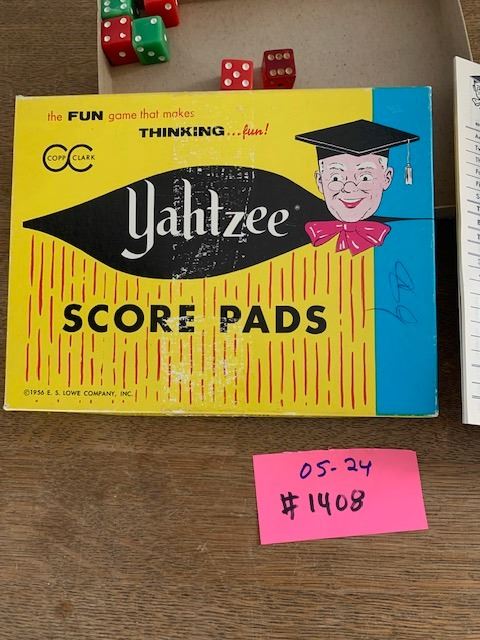 the FUN game that makes
THINKING...fun!
CC COPP CLARK
Yahtzee®
SCORE PADS
©1956 E. S. LOWE COMPANY, INC.
05-24
#1408